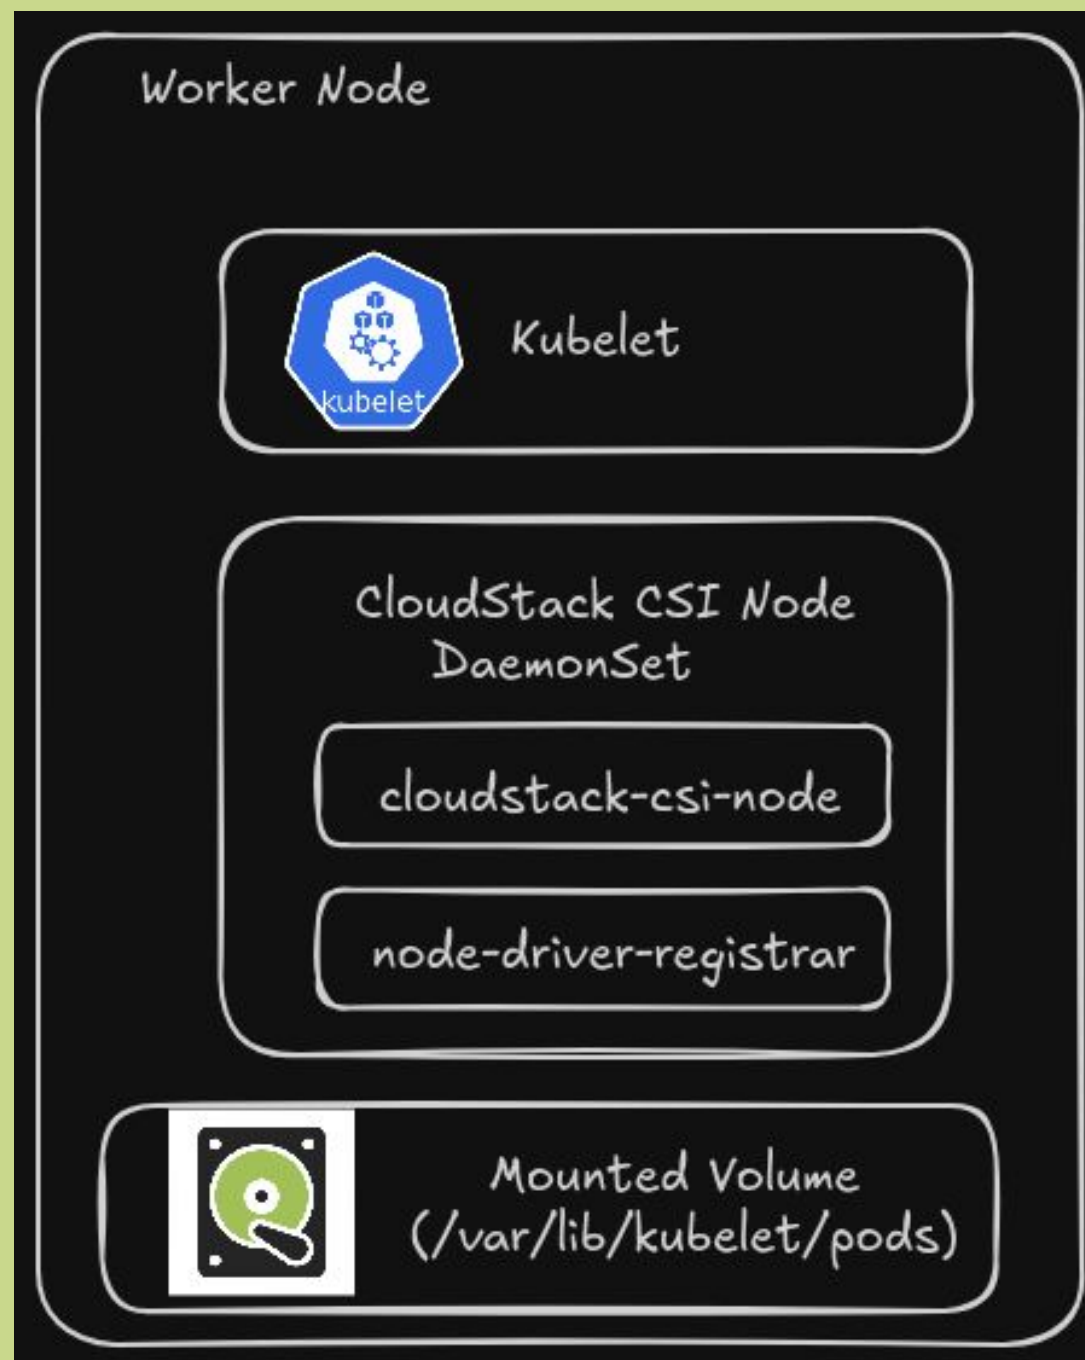 Worker Node
kubelet
Kubelet
CloudStack CSI Node
DaemonSet
cloudstack-csi-node
node-driver-registrar
Mounted Volume
(/var/lib/kubelet/pods)